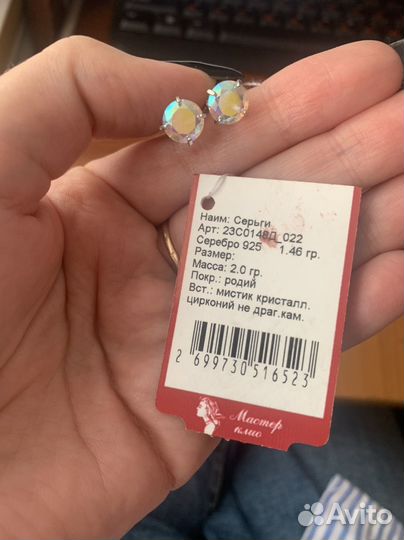 Наим: Серьги
Арт: 23С0148Д_022
Серебро 925 1.46 гр.
Размер:
Масса: 2.0 гр.
Покр.: родий
Вст.: мистик кристалл.
цирконий не драг.кам.
2 699730 516523
Мастер
клио
Avito